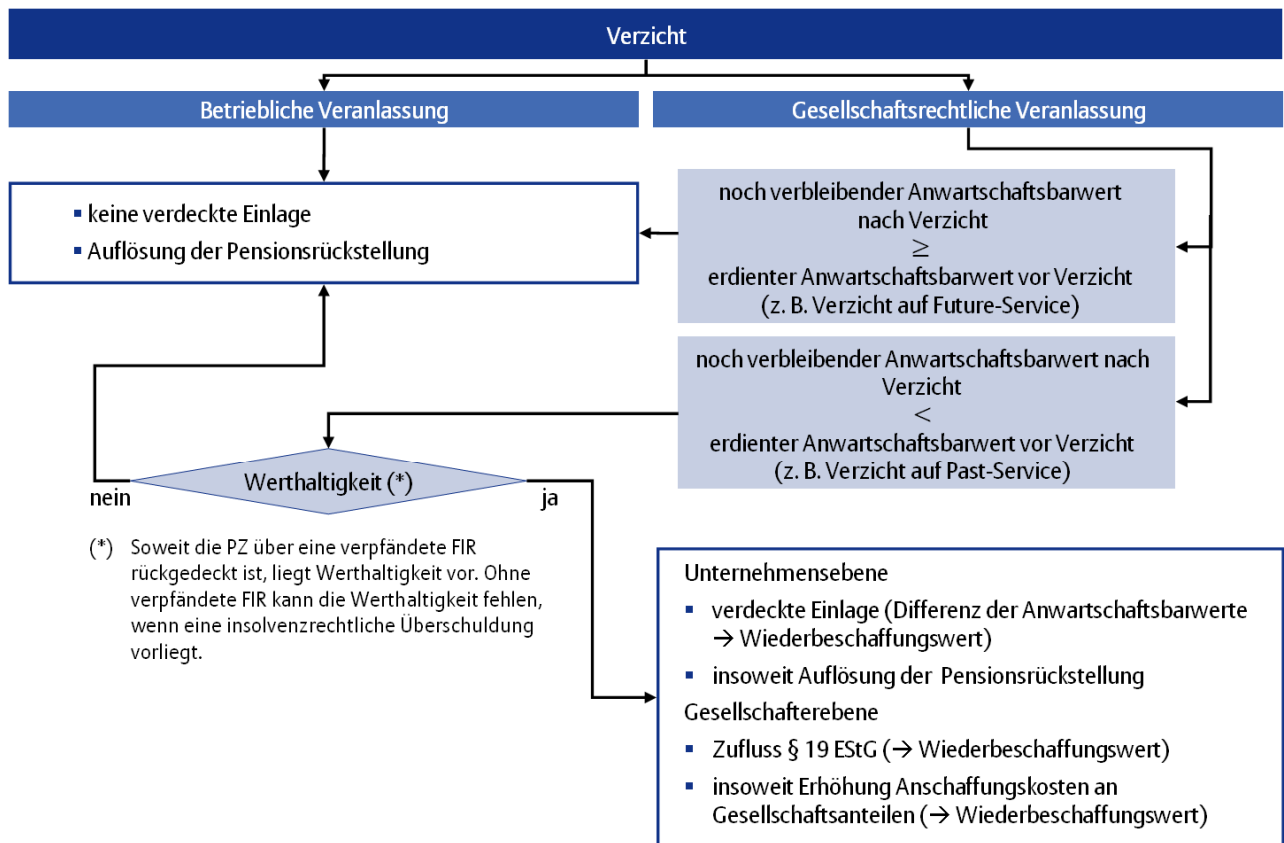 Verzicht
Betriebliche Veranlassung
Gesellschaftsrechtliche Veranlassung
▪ keine verdeckte Einlage
▪ Auflösung der Pensionsrückstellung
noch verbleibender Anwartschaftsbarwert
nach Verzicht
≥
erdienter Anwartschaftsbarwert vor Verzicht
(z. B. Verzicht auf Future-Service)
noch verbleibender Anwartschaftsbarwert nach
Verzicht
<
erdienter Anwartschaftsbarwert vor Verzicht
(z. B. Verzicht auf Past-Service)
Werthaltigkeit (*)
nein
ja
(*) Soweit die PZ über eine verpfändete FIR
rückgedeckt ist, liegt Werthaltigkeit vor. Ohne
verpfändete FIR kann die Werthaltigkeit fehlen,
wenn eine insolvenzrechtliche Überschuldung
vorliegt.
Unternehmensebene
▪ verdeckte Einlage (Differenz der Anwartschaftsbarwerte
→ Wiederbeschaffungswert)
▪ insoweit Auflösung der Pensionsrückstellung
Gesellschafterebene
▪ Zufluss § 19 EStG (→ Wiederbeschaffungswert)
▪ insoweit Erhöhung Anschaffungskosten an
Gesellschaftsanteilen (→ Wiederbeschaffungswert)